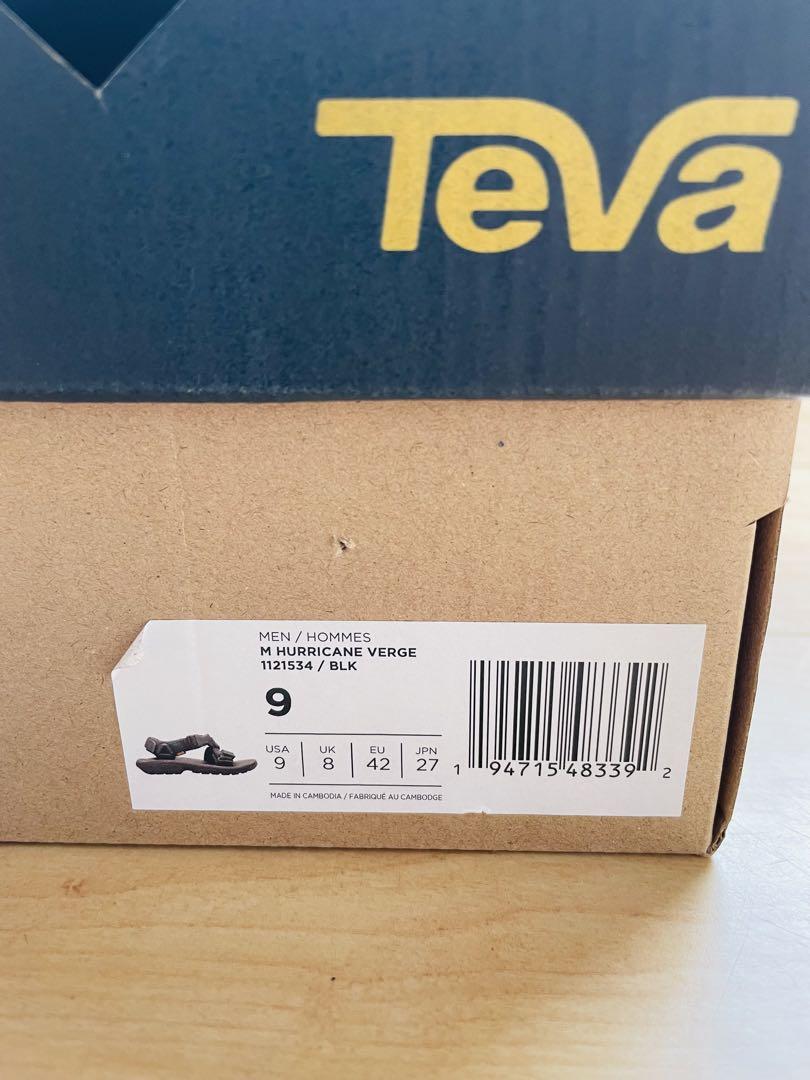 Teva
MEN / HOMMES
M HURRICANE VERGE
1121534 / BLK
9
USA UK EU JPN
9 8 42 27
MADE IN CAMBODIA / FABRIQUÉ AU CAMBODGE
1 94715 48339 2